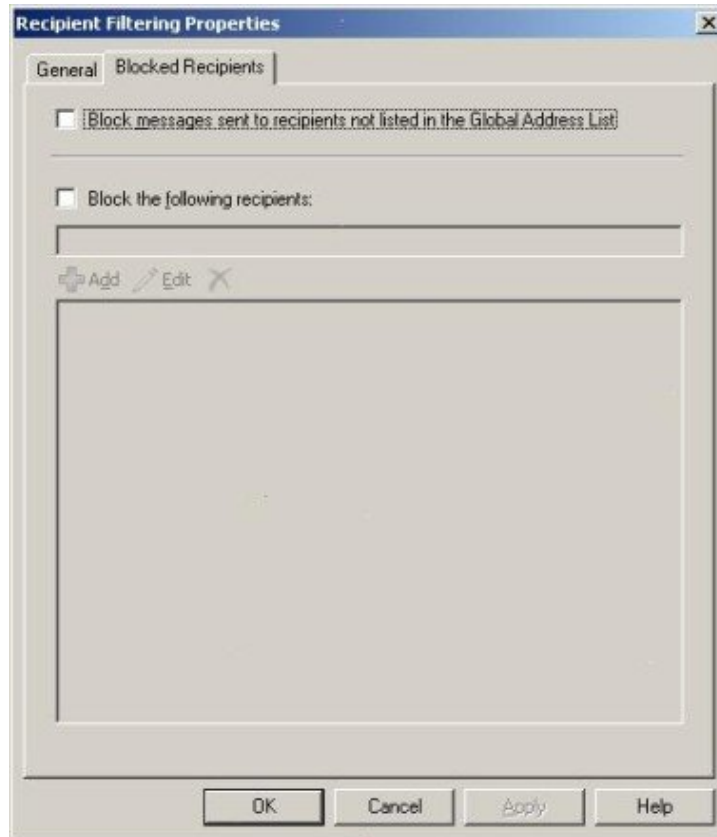 Recipient Filtering Properties
General Blocked Recipients
Block messages sent to recipients not listed in the Global Address List
Block the following recipients:
Add Edit
OK Cancel Apply Help